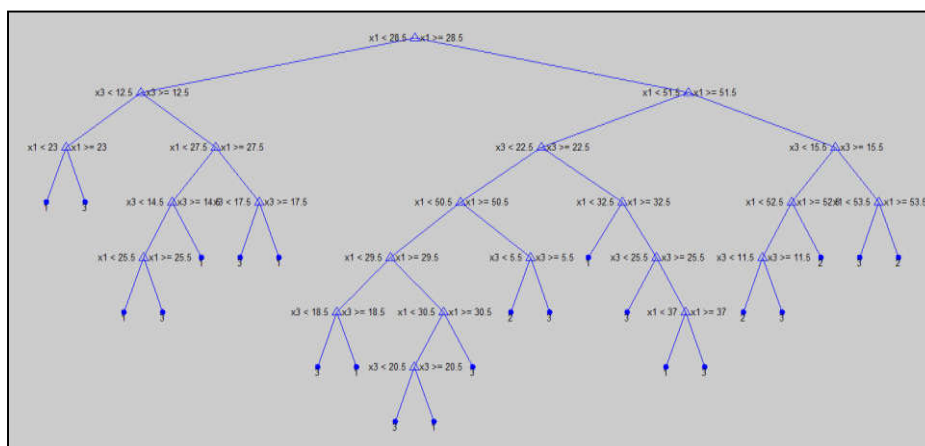 x1 < 28.5 x1 >= 28.5
x3 < 12.5 x3 >= 12.5 x1 < 51.5 x1 >= 51.5
x1 < 23 x1 >= 23 x1 < 27.5 x1 >= 27.5 x3 < 22.5 x3 >= 22.5 x3 < 15.5 x3 >= 15.5
1 3 x3 < 14.5 x3 >= 14.5 x3 < 17.5 x3 >= 17.5 x1 < 50.5 x1 >= 50.5 x1 < 32.5 x1 >= 32.5 x1 < 52.5 x1 >= 52.5 x1 < 53.5 x1 >= 53.5
x1 < 25.5 x1 >= 25.5 1 3 1 x1 < 29.5 x1 >= 29.5 x3 < 5.5 x3 >= 5.5 1 x3 < 25.5 x3 >= 25.5 x3 < 11.5 x3 >= 11.5 2 3 2
1 3 x3 < 18.5 x3 >= 18.5 x1 < 30.5 x1 >= 30.5 2 3 3 x1 < 37 x1 >= 37 2 3
3 1 x3 < 20.5 x3 >= 20.5 3 1 3
3 1